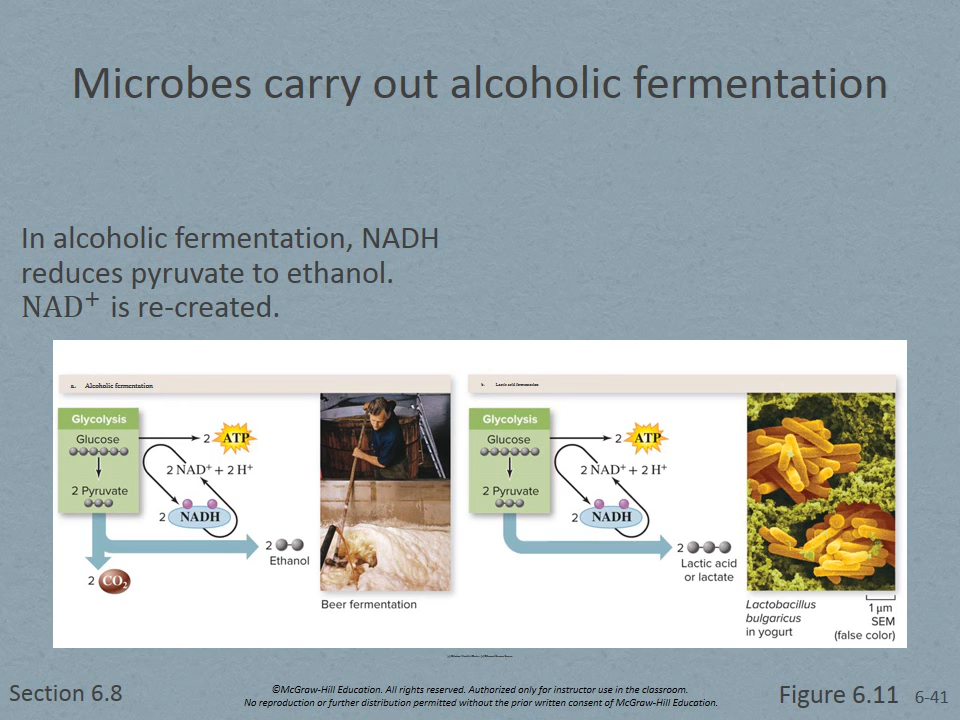 Microbes carry out alcoholic fermentation
In alcoholic fermentation, NADH
reduces pyruvate to ethanol.
NAD⁺ is re-created.
a. Alcoholic fermentation
Glycolysis
Glucose
2 ATP
2 NAD⁺ + 2 H⁺
2 Pyruvate
2 NADH
2
Ethanol
2 CO₂
Beer fermentation
b. Lactic acid fermentation
Glycolysis
Glucose
2 ATP
2 NAD⁺ + 2 H⁺
2 Pyruvate
2 NADH
2
Lactic acid
or lactate
Lactobacillus
bulgaricus
in yogurt
1 µm
SEM
(false color)
Section 6.8
©McGraw-Hill Education. All rights reserved. Authorized only for instructor use in the classroom.
No reproduction or further distribution permitted without the prior written consent of McGraw-Hill Education.
Figure 6.11 6-41